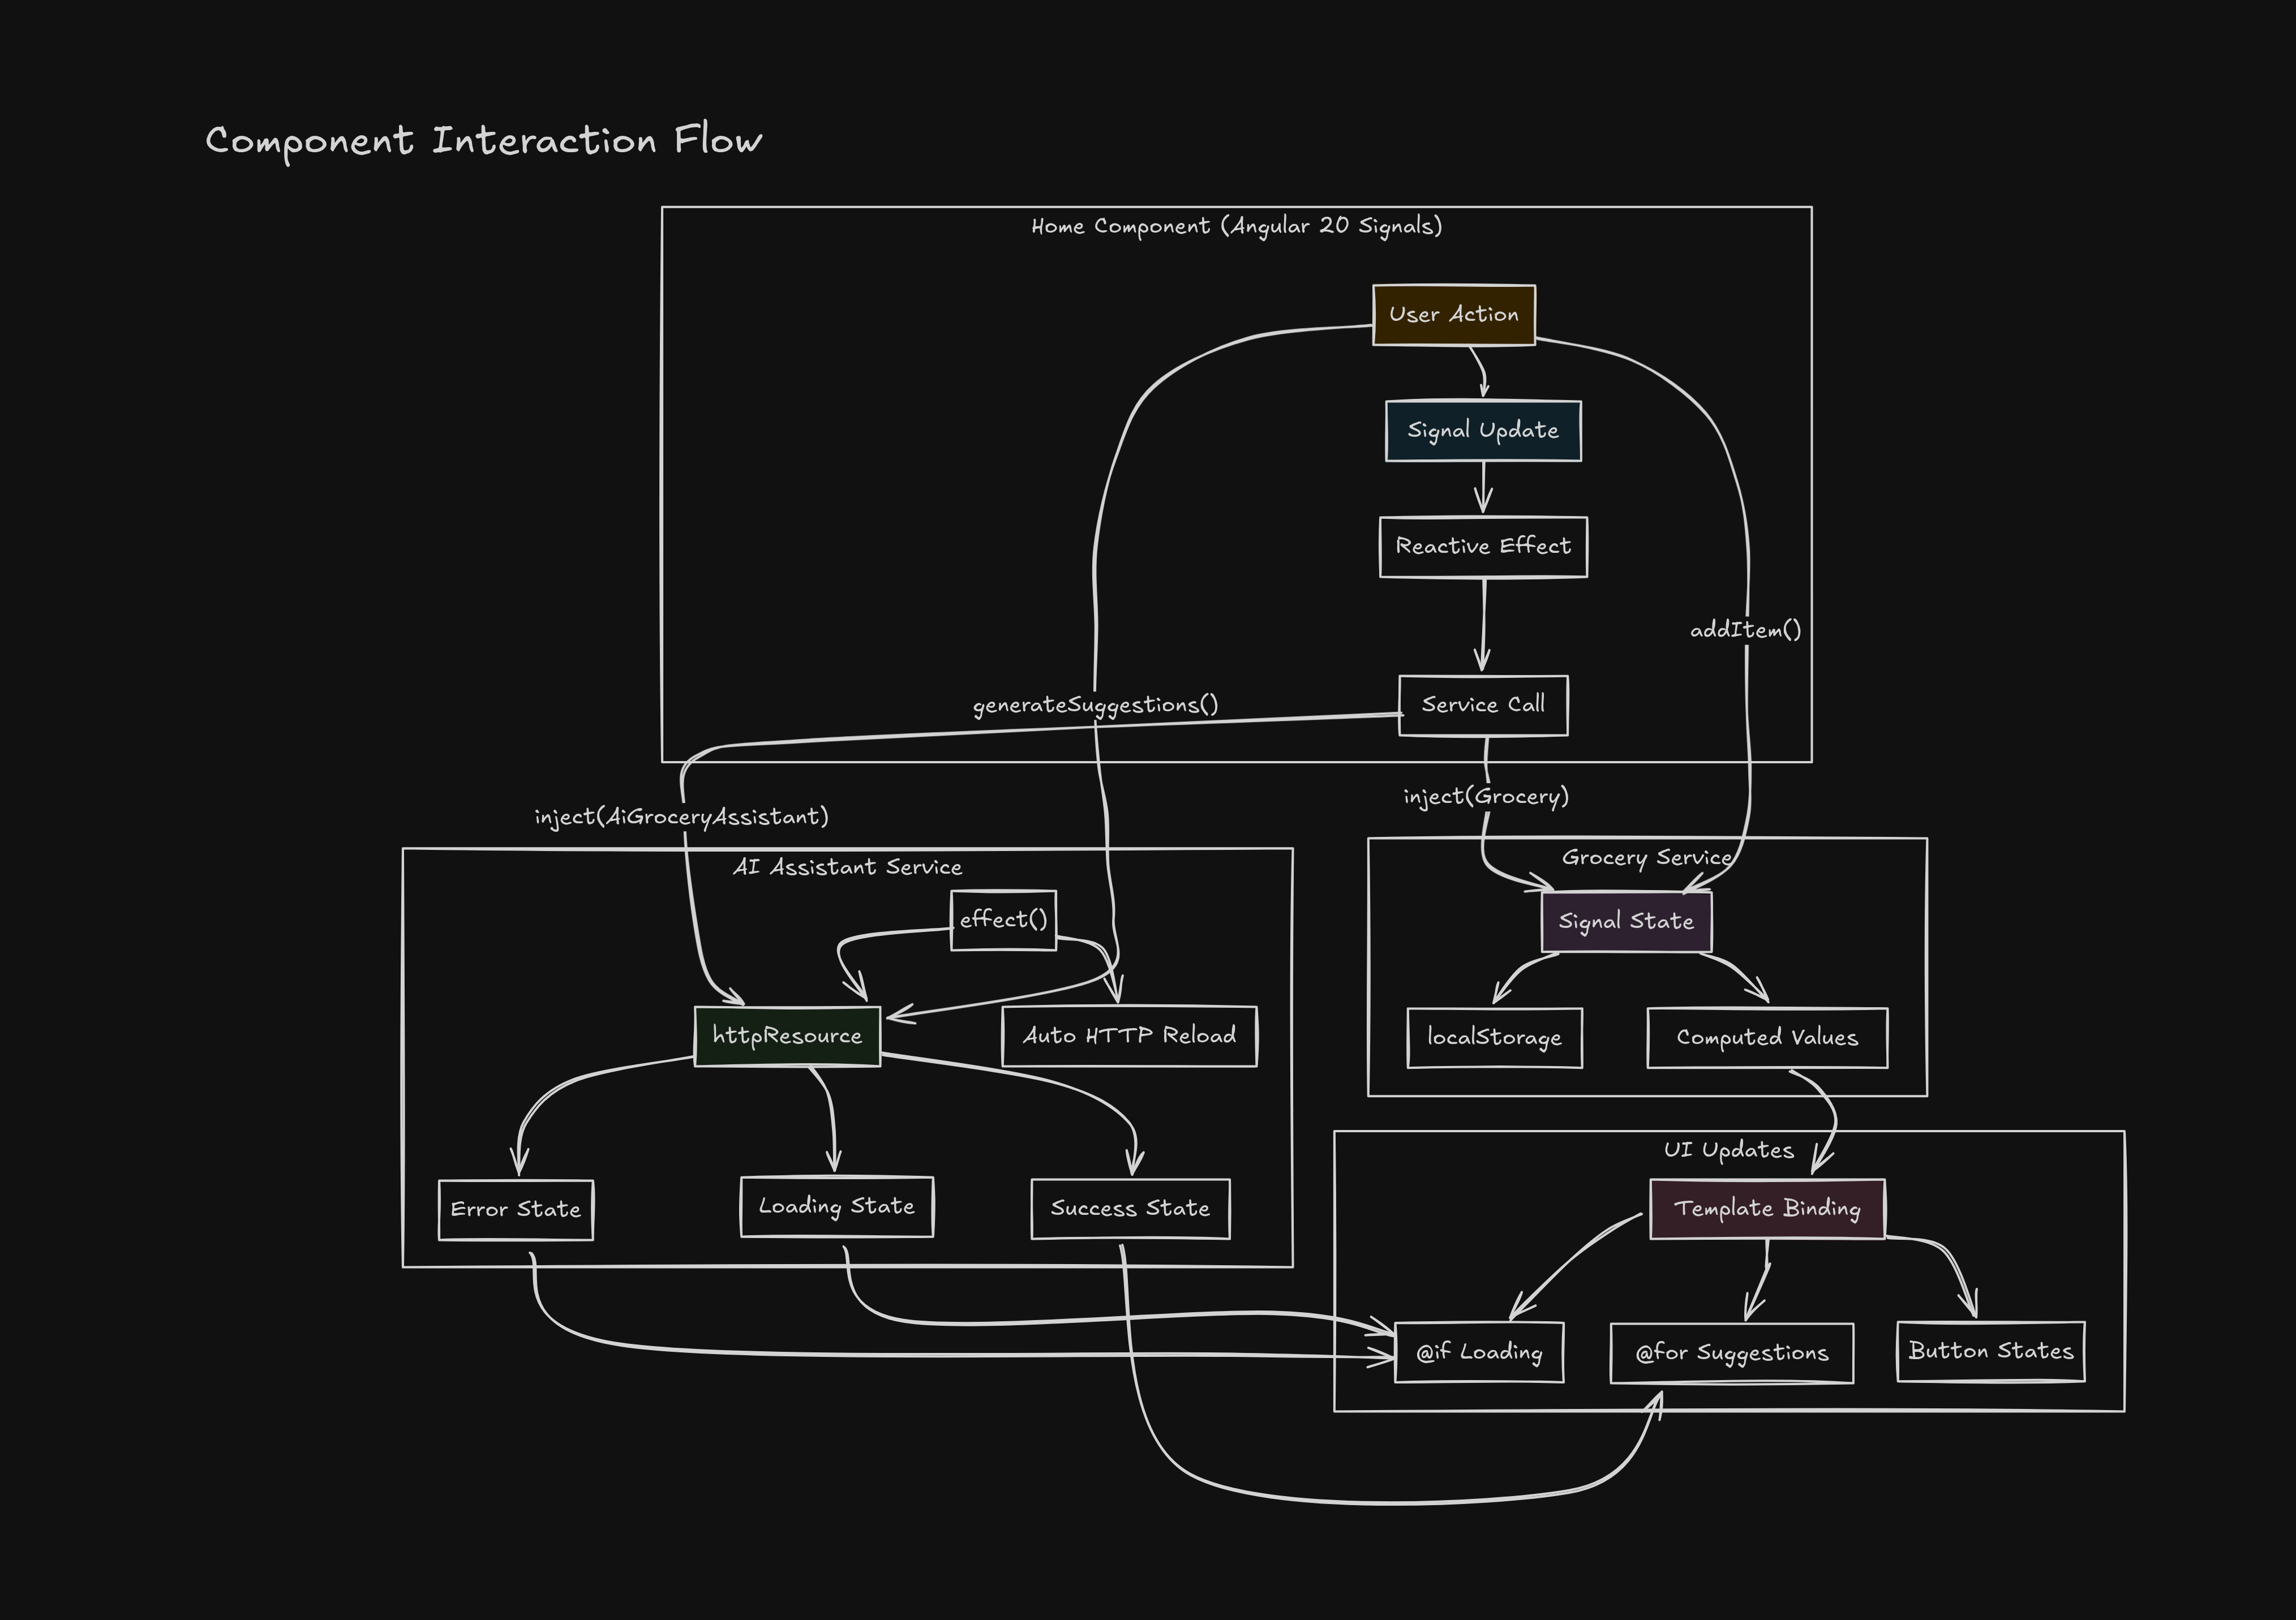 Component Interaction Flow
Home Component (Angular 20 Signals)
User Action
Signal Update
Reactive Effect
addItem()
generateSuggestions()
Service Call
inject(Grocery)
inject(AiGroceryAssistant)
AI Assistant Service
effect()
httpResource
Auto HTTP Reload
Error State
Loading State
Success State
Grocery Service
Signal State
localStorage
Computed Values
UI Updates
Template Binding
@if Loading
@for Suggestions
Button States